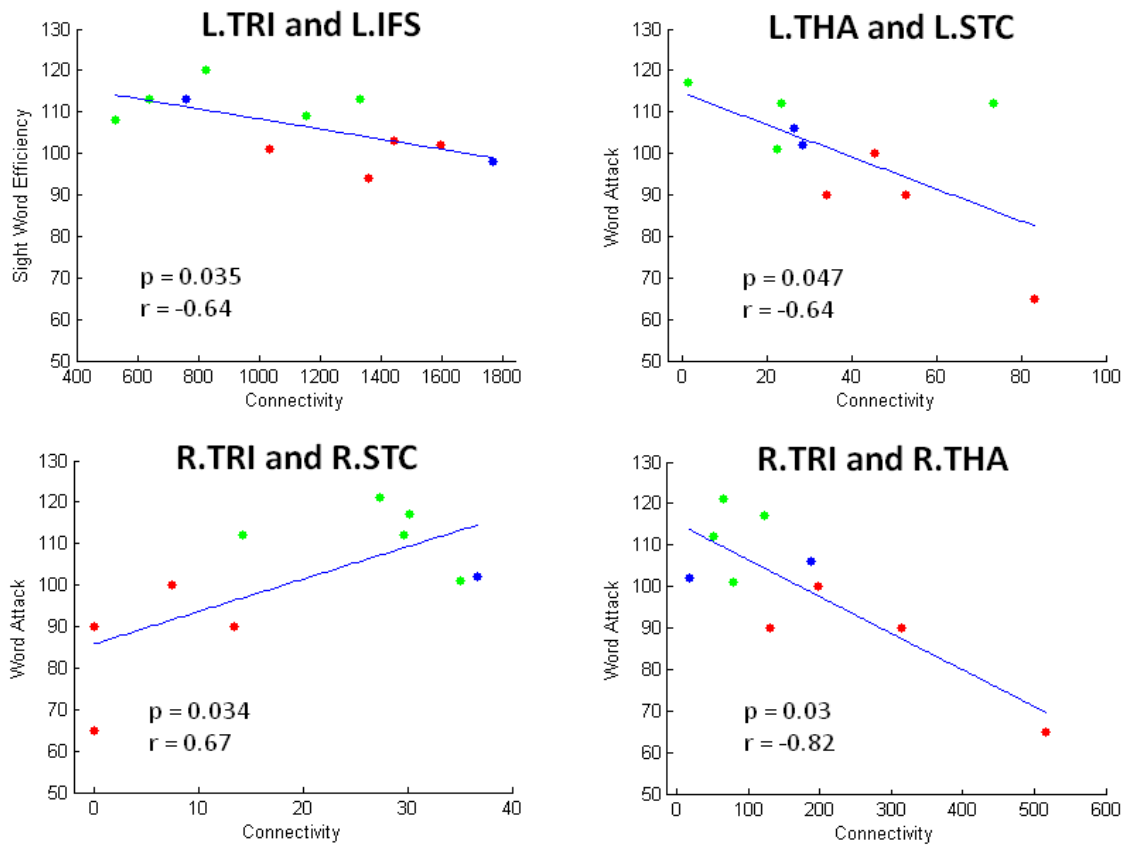 L.TRI and L.IFS
130
120
110
100
90
80
70
60
50
Sight Word Efficiency
p = 0.035
r = -0.64
400 600 800 1000 1200 1400 1600 1800
Connectivity
L.THA and L.STC
130
120
110
100
90
80
70
60
50
Word Attack
p = 0.047
r = -0.64
0 20 40 60 80 100
Connectivity
R.TRI and R.STC
130
120
110
100
90
80
70
60
50
Word Attack
p = 0.034
r = 0.67
0 10 20 30 40
Connectivity
R.TRI and R.THA
130
120
110
100
90
80
70
60
50
Word Attack
p = 0.03
r = -0.82
0 100 200 300 400 500 600
Connectivity